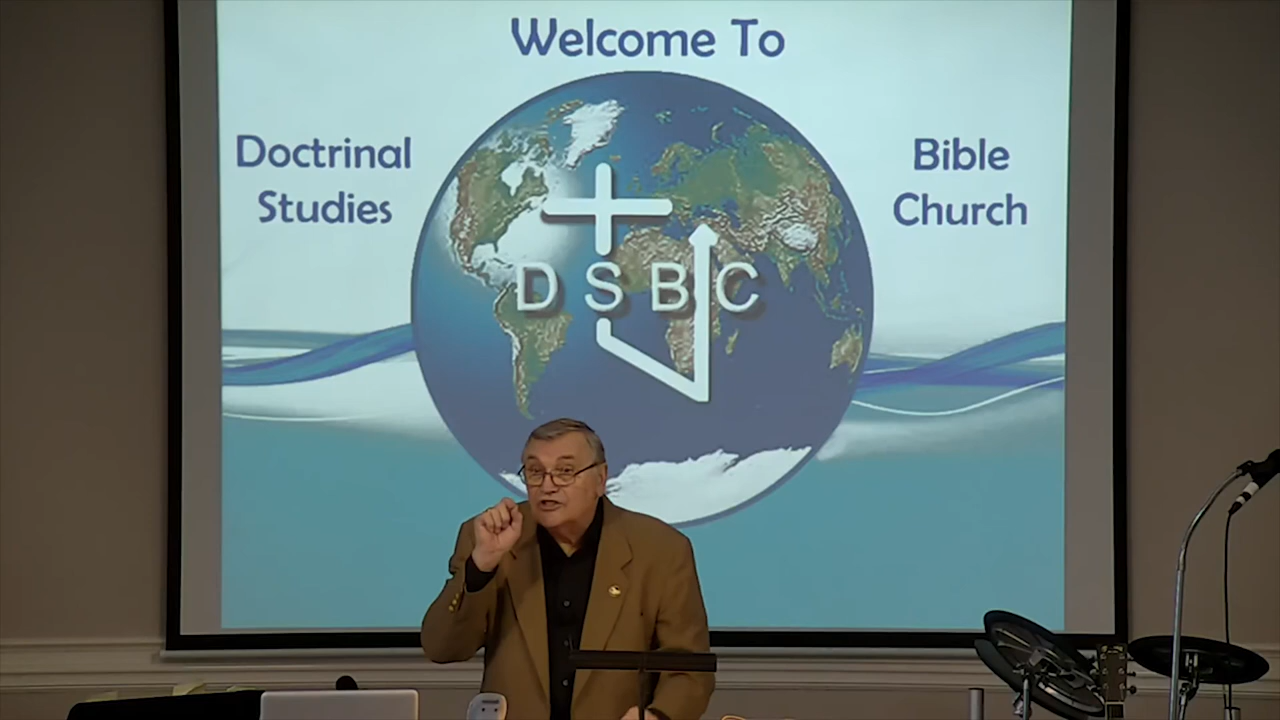 Welcome To
Doctrinal
Studies
Bible
Church
DSBC